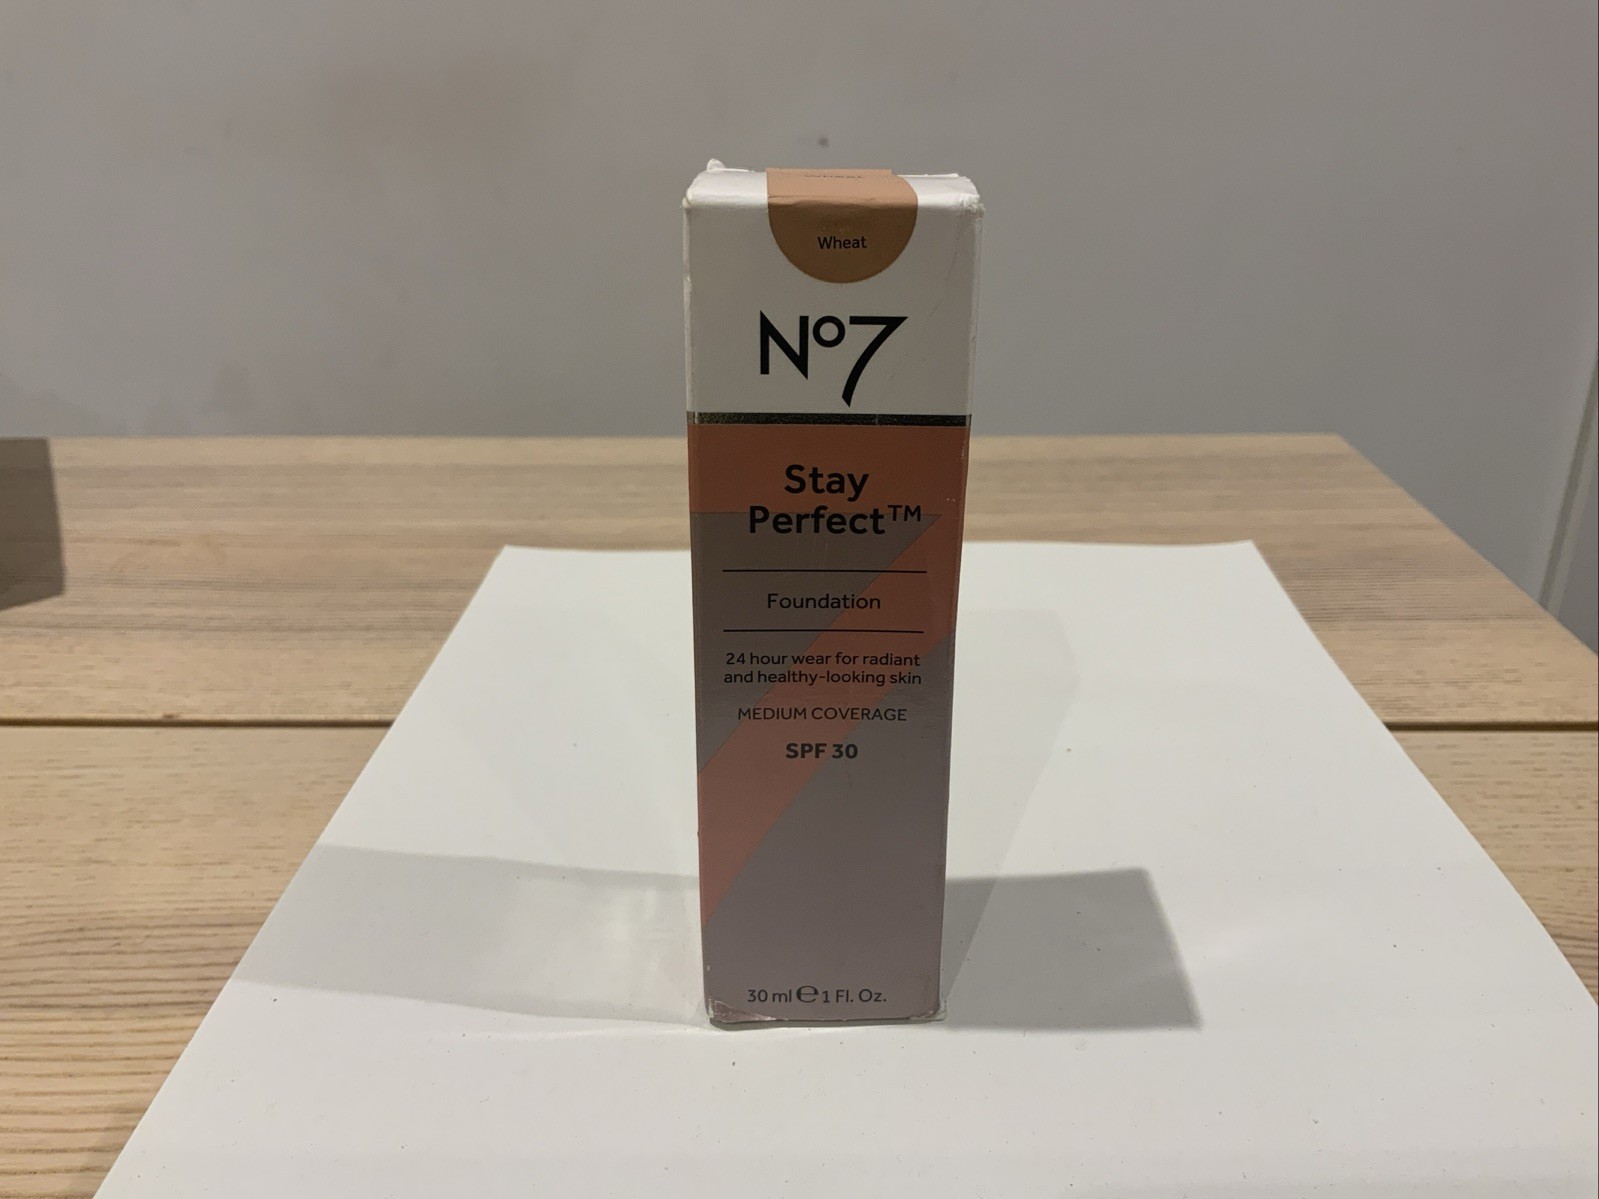 Wheat
No7
Stay
Perfect™
Foundation
24 hour wear for radiant
and healthy-looking skin
MEDIUM COVERAGE
SPF 30
30 ml ℮ 1 Fl. Oz.